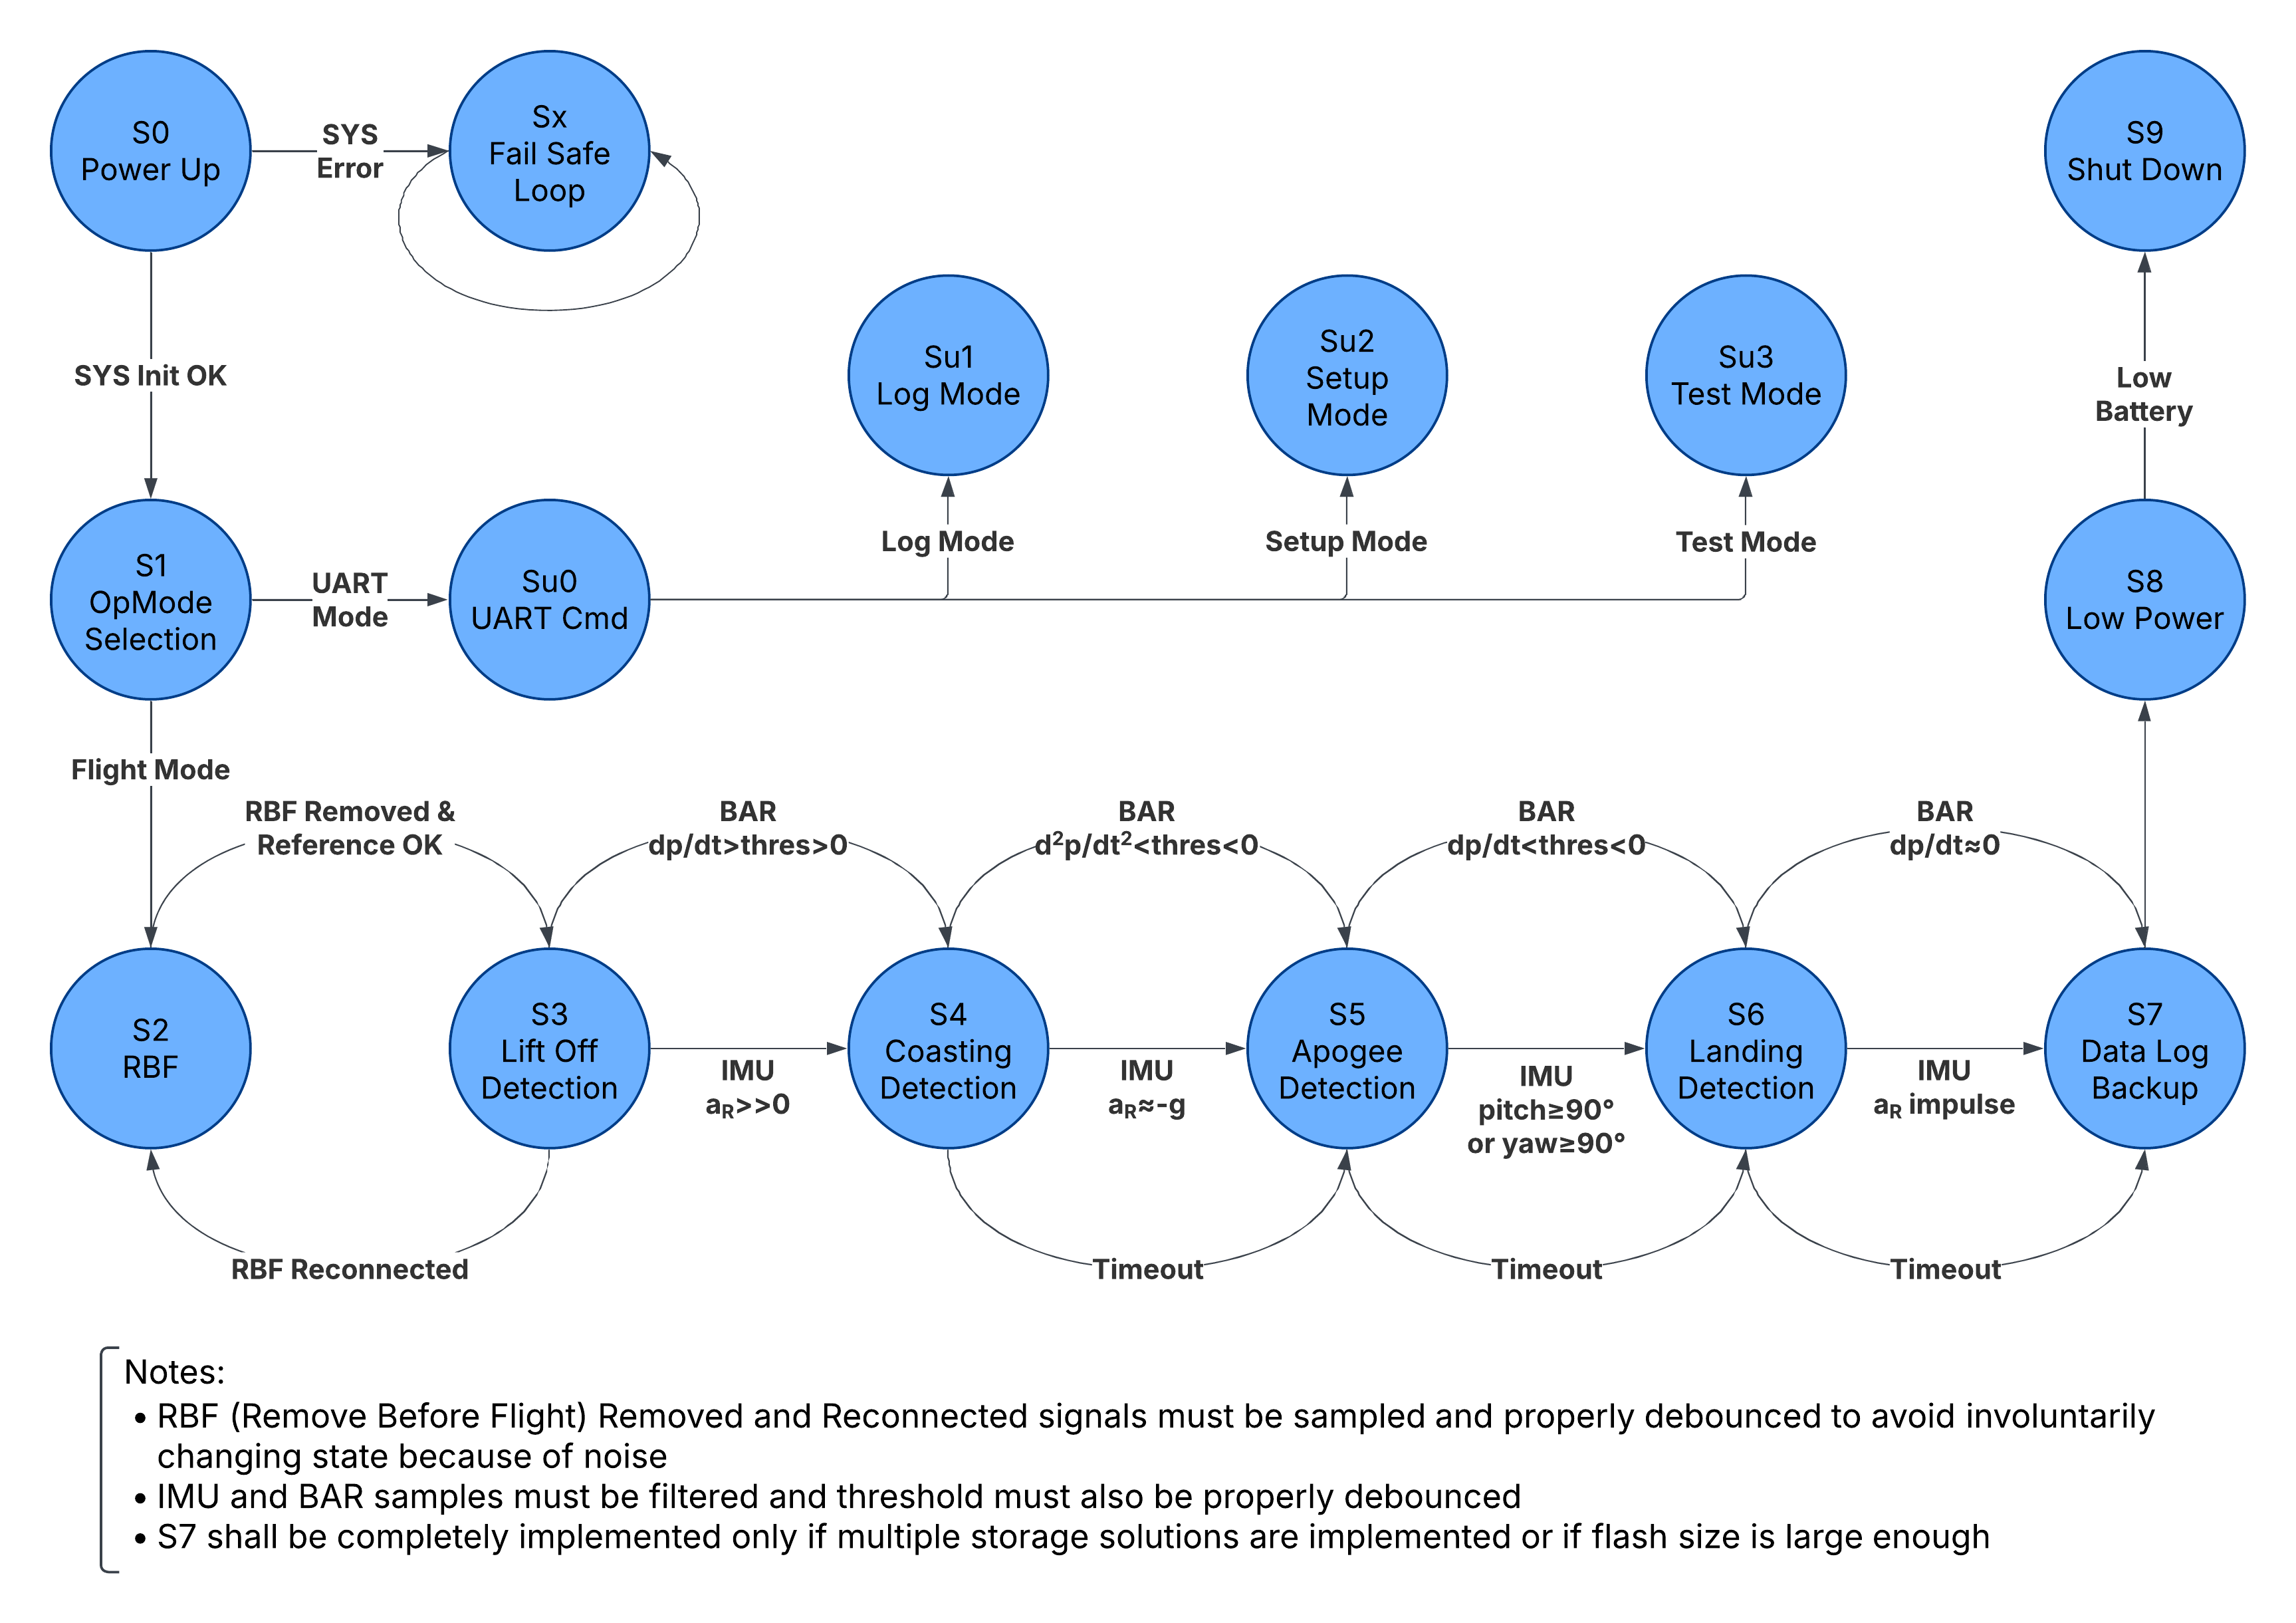 S0
Power Up
SYS
Error
Sx
Fail Safe
Loop
S9
Shut Down
SYS Init OK
Su1
Log Mode
Su2
Setup
Mode
Su3
Test Mode
Low
Battery
Log Mode
Setup Mode
Test Mode
S1
OpMode
Selection
UART
Mode
Su0
UART Cmd
S8
Low Power
Flight Mode
RBF Removed &
Reference OK
BAR
dp/dt>thres>0
BAR
d²p/dt²<thres<0
BAR
dp/dt<thres<0
BAR
dp/dt≈0
S2
RBF
S3
Lift Off
Detection
IMU
aR>>0
S4
Coasting
Detection
IMU
aR≈-g
S5
Apogee
Detection
IMU
pitch≥90°
or yaw≥90°
S6
Landing
Detection
IMU
aR impulse
S7
Data Log
Backup
RBF Reconnected
Timeout
Timeout
Timeout
Notes:
• RBF (Remove Before Flight) Removed and Reconnected signals must be sampled and properly debounced to avoid involuntarily
changing state because of noise
• IMU and BAR samples must be filtered and threshold must also be properly debounced
• S7 shall be completely implemented only if multiple storage solutions are implemented or if flash size is large enough